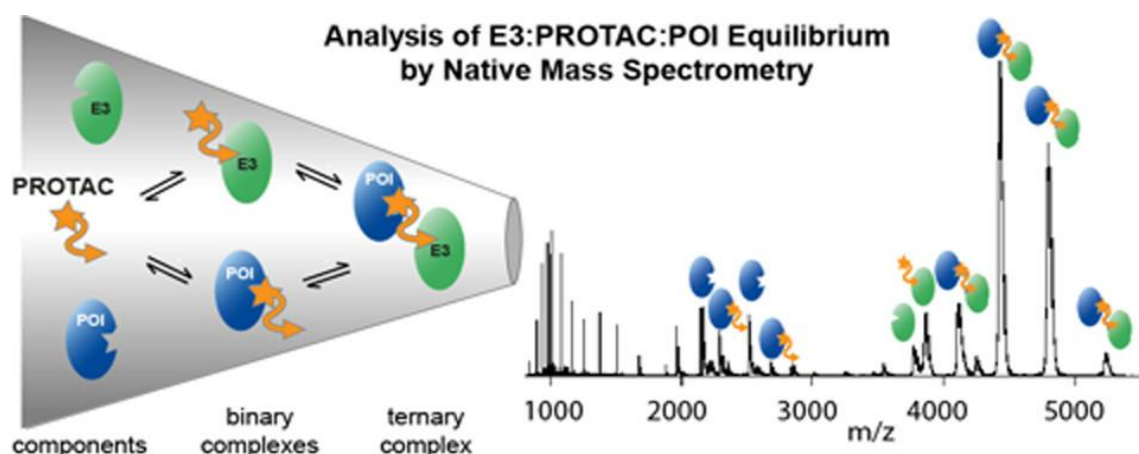 Analysis of E3:PROTAC:POI Equilibrium
by Native Mass Spectrometry
E3
E3
PROTAC
POI
E3
POI
POI
components
binary
complexes
ternary
complex
1000 2000 3000 4000 5000
m/z